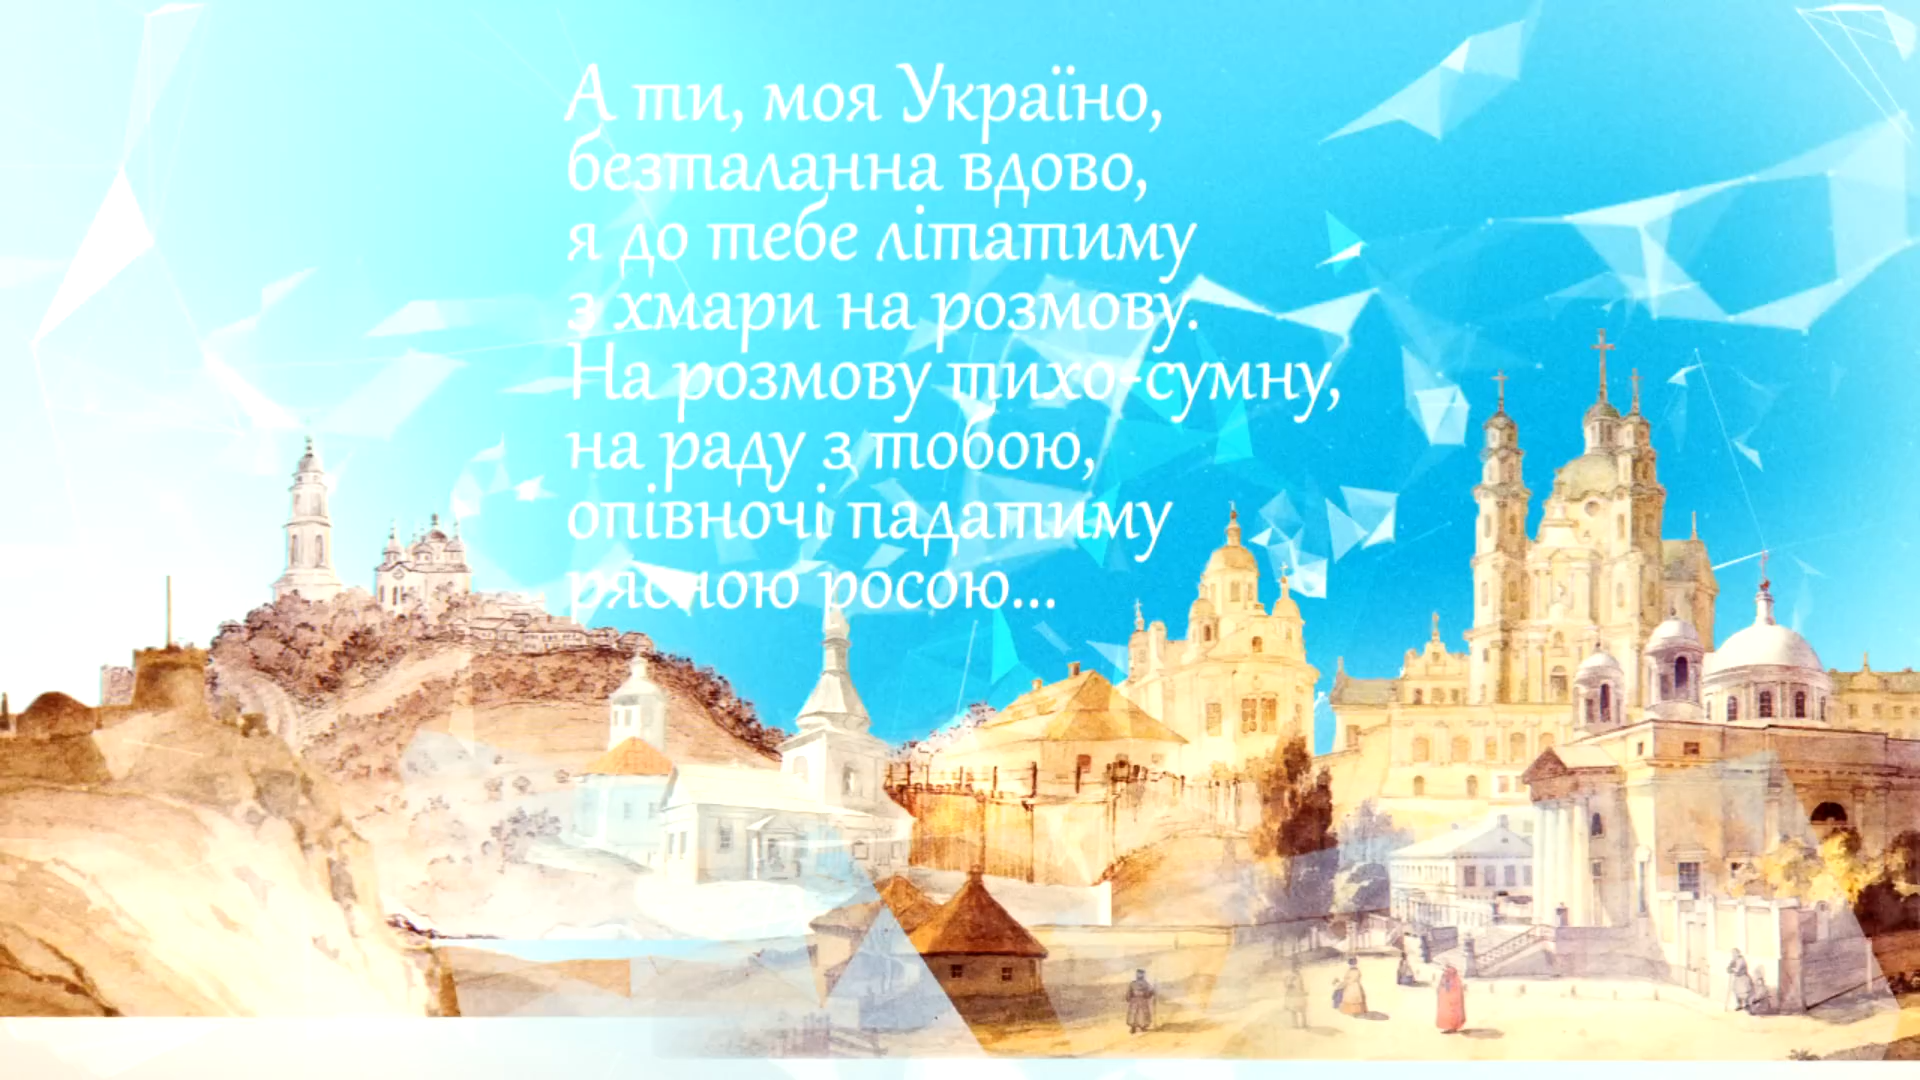 А ти, моя Україно,
безталанна вдово,
я до тебе літатиму
з хмари на розмову.
На розмову тихо-сумну,
на раду з тобою,
опівночі падатиму
рясною росою...